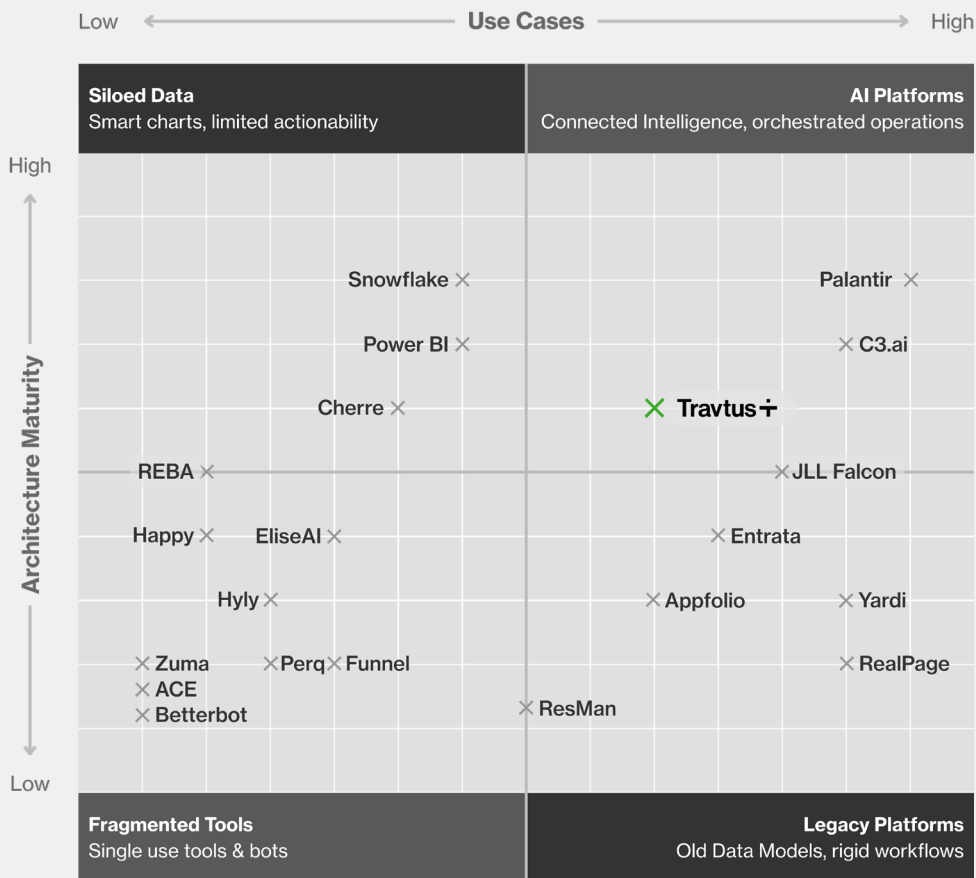 Low
Use Cases
High
Siloed Data
Smart charts, limited actionability
AI Platforms
Connected Intelligence, orchestrated operations
High
Architecture Maturity
Low
Snowflake
Palantir
Power BI
C3.ai
Cherre
Travtus
REBA
JLL Falcon
Happy
EliseAI
Entrata
Hyly
Appfolio
Yardi
Zuma
Perq
Funnel
RealPage
ACE
Betterbot
ResMan
Fragmented Tools
Single use tools & bots
Legacy Platforms
Old Data Models, rigid workflows